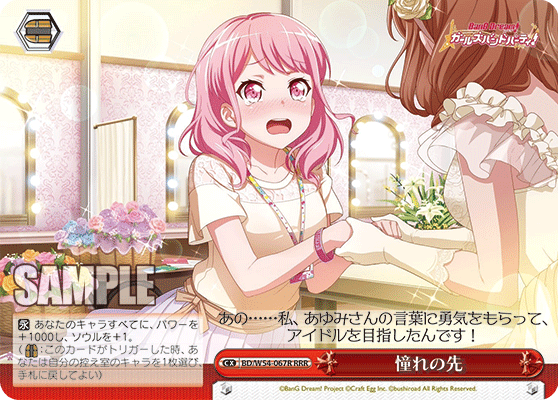 BanG Dream!
ガールズバンドパーティ!
SAMPLE
永 あなたのキャラすべてに、パワーを
+1000し、ソウルを+1。
( :このカードがトリガーした時、あ
なたは自分の控え室のキャラを1枚選び、
手札に戻してよい)
あの……私、あゆみさんの言葉に勇気をもらって、
アイドルを目指したんです!
CX BD/W54-067R RRR 憧れの先
©BanG Dream! Project ©Craft Egg Inc. ©bushiroad All Rights Reserved.